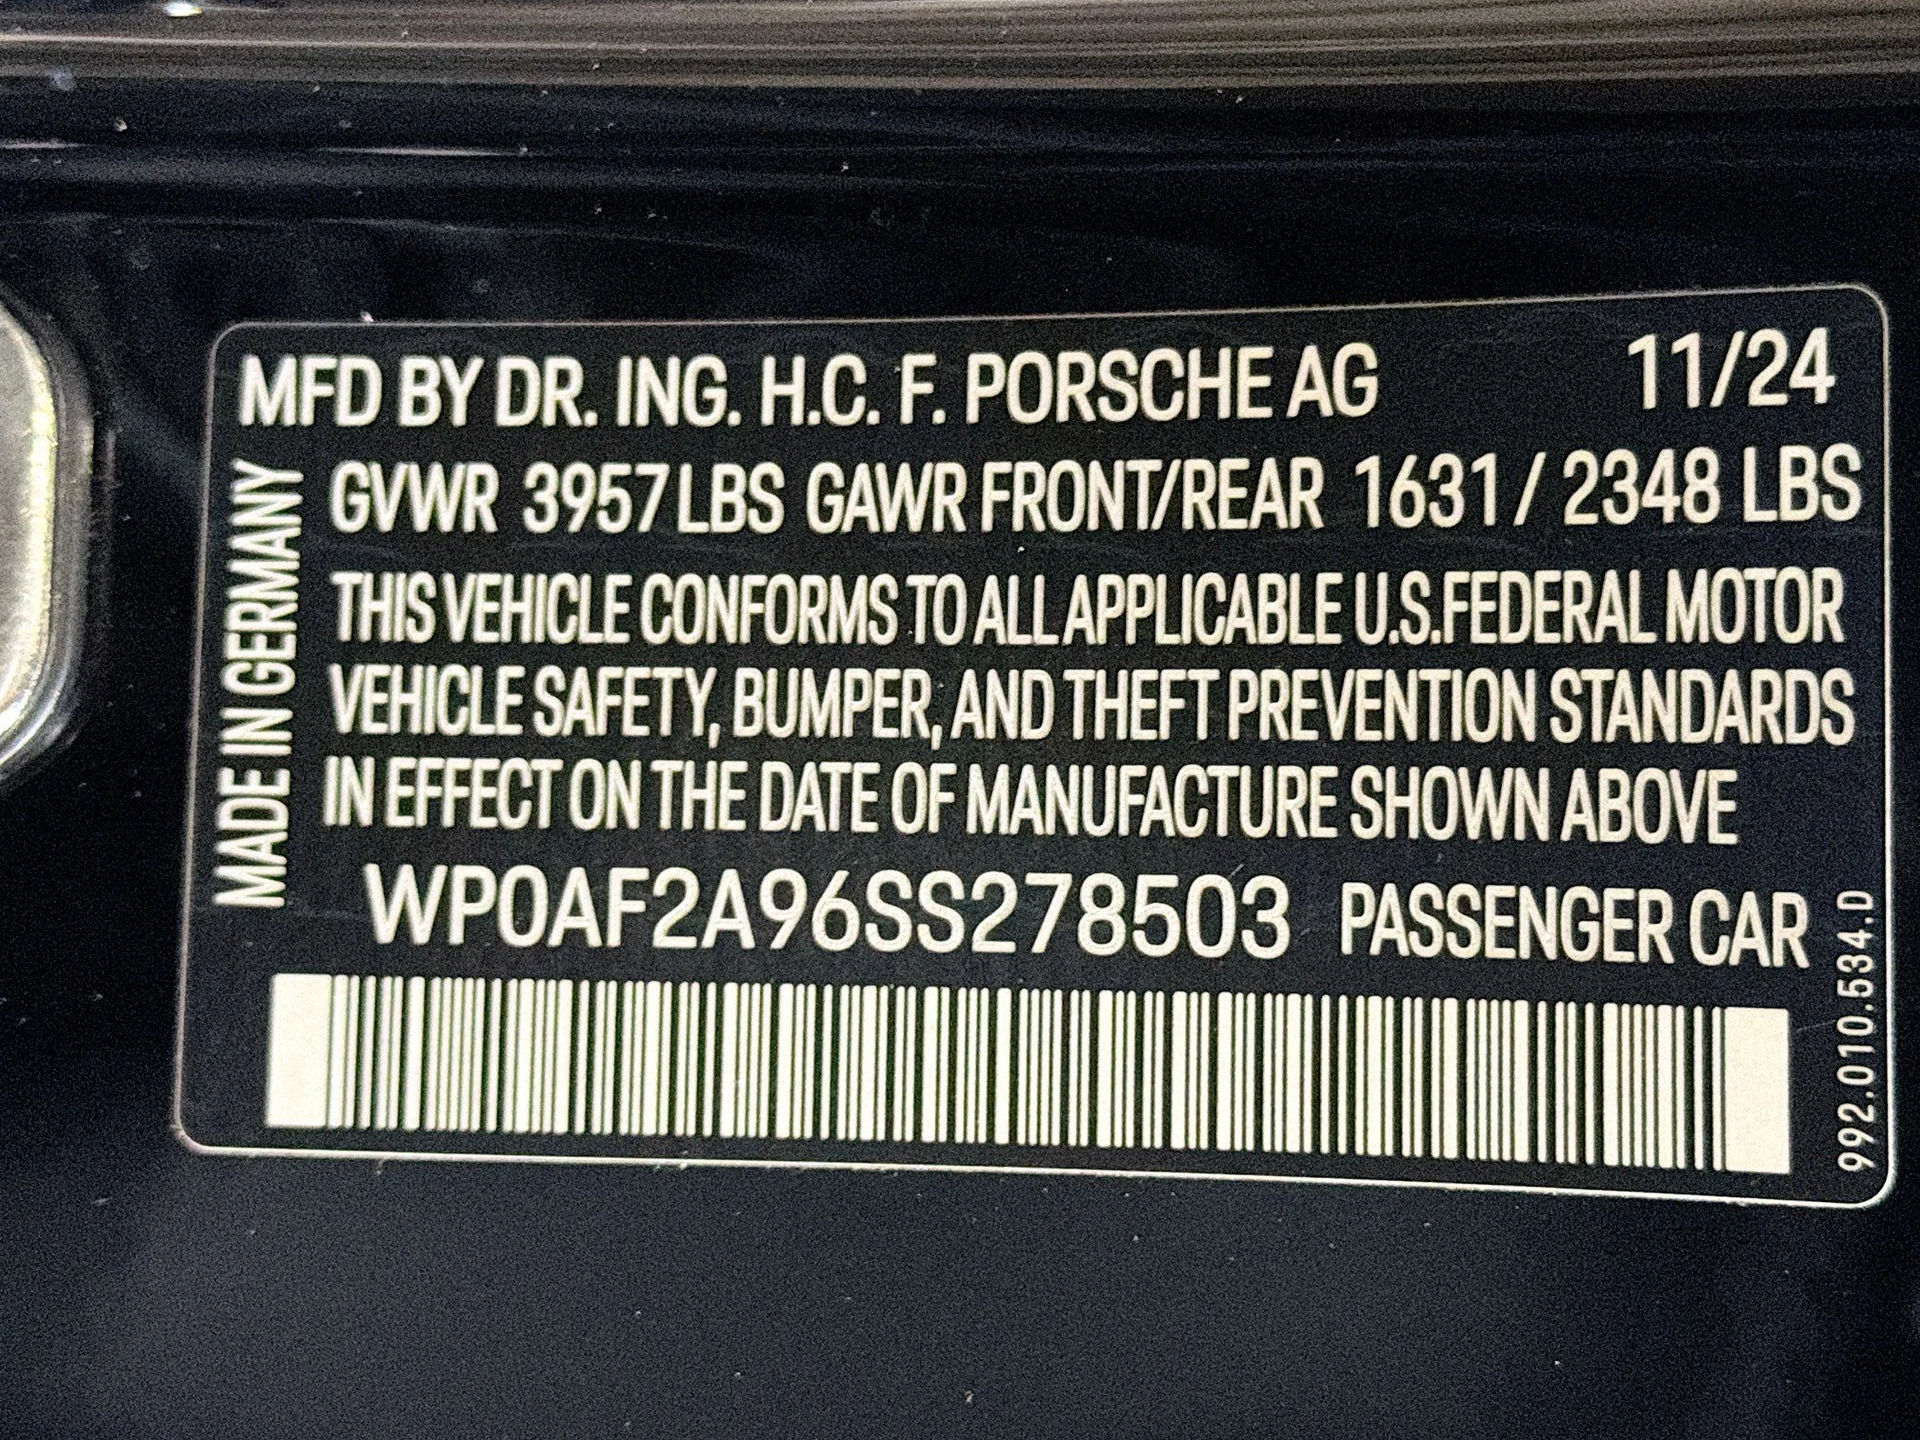 MFD BY DR. ING. H.C. F. PORSCHE AG 11/24
GVWR 3957 LBS GAWR FRONT/REAR 1631 / 2348 LBS
THIS VEHICLE CONFORMS TO ALL APPLICABLE U.S.FEDERAL MOTOR
VEHICLE SAFETY, BUMPER, AND THEFT PREVENTION STANDARDS
IN EFFECT ON THE DATE OF MANUFACTURE SHOWN ABOVE
WP0AF2A96SS278503 PASSENGER CAR
MADE IN GERMANY
992.010.534.D